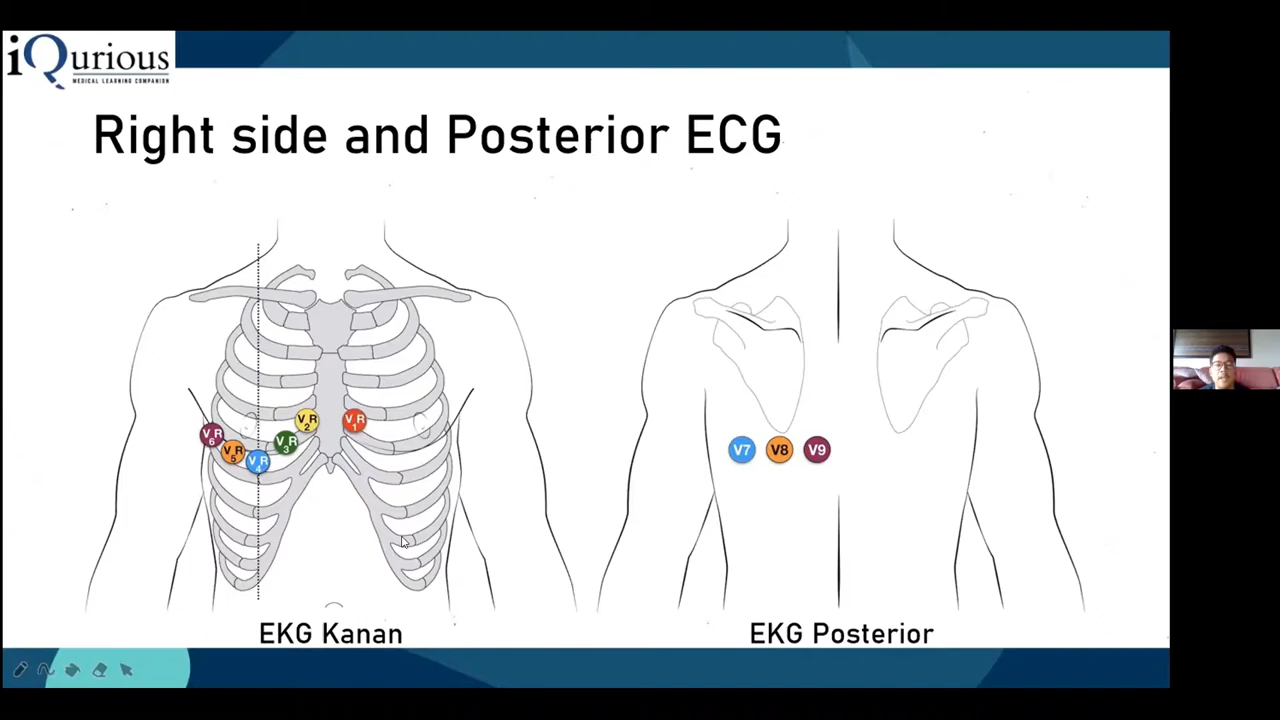 iQurious
MEDICAL LEARNING COMPANION
Right side and Posterior ECG
V R
6
V R
5
V R
4
V R
3
V R
2
V R
1
V7 V8 V9
EKG Kanan
EKG Posterior